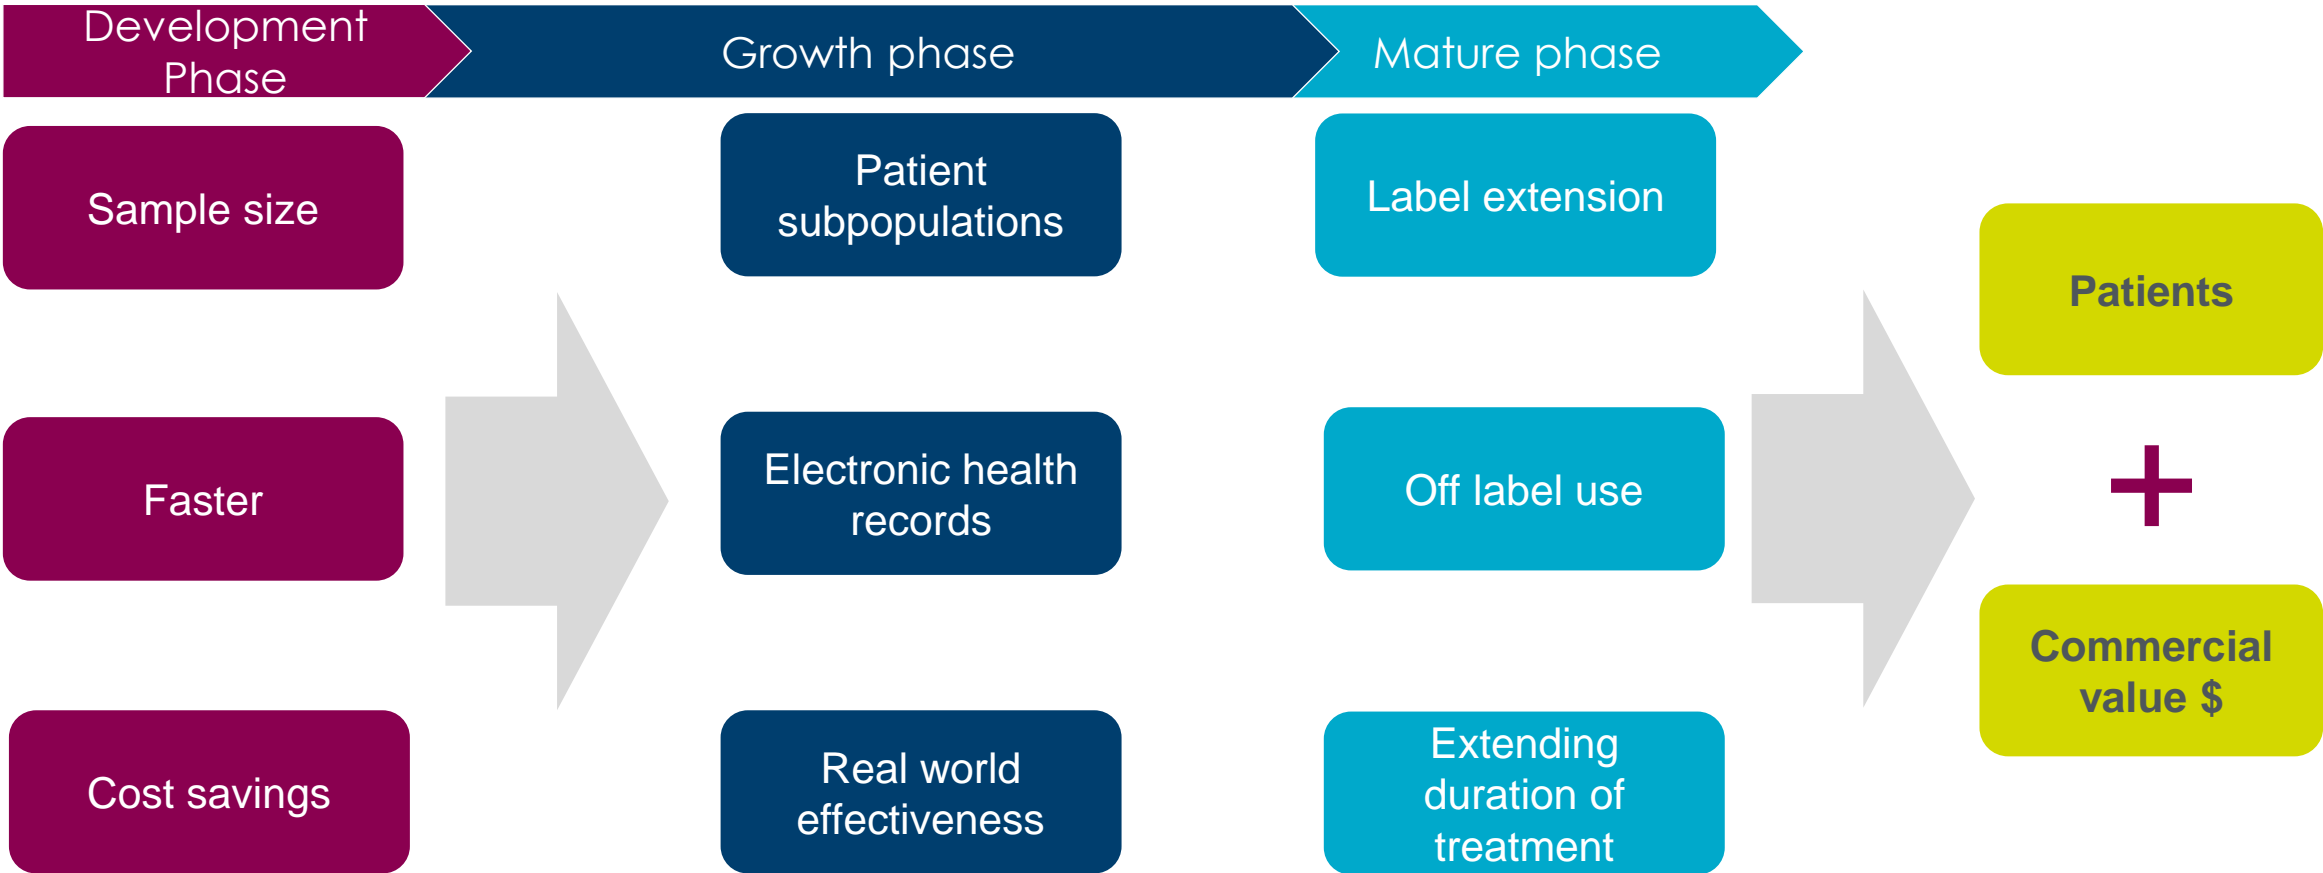 Development
Phase
Growth phase
Mature phase
Sample size
Patient
subpopulations
Label extension
Patients
Faster
Electronic health
records
Off label use
+
Commercial
value $
Cost savings
Real world
effectiveness
Extending
duration of
treatment